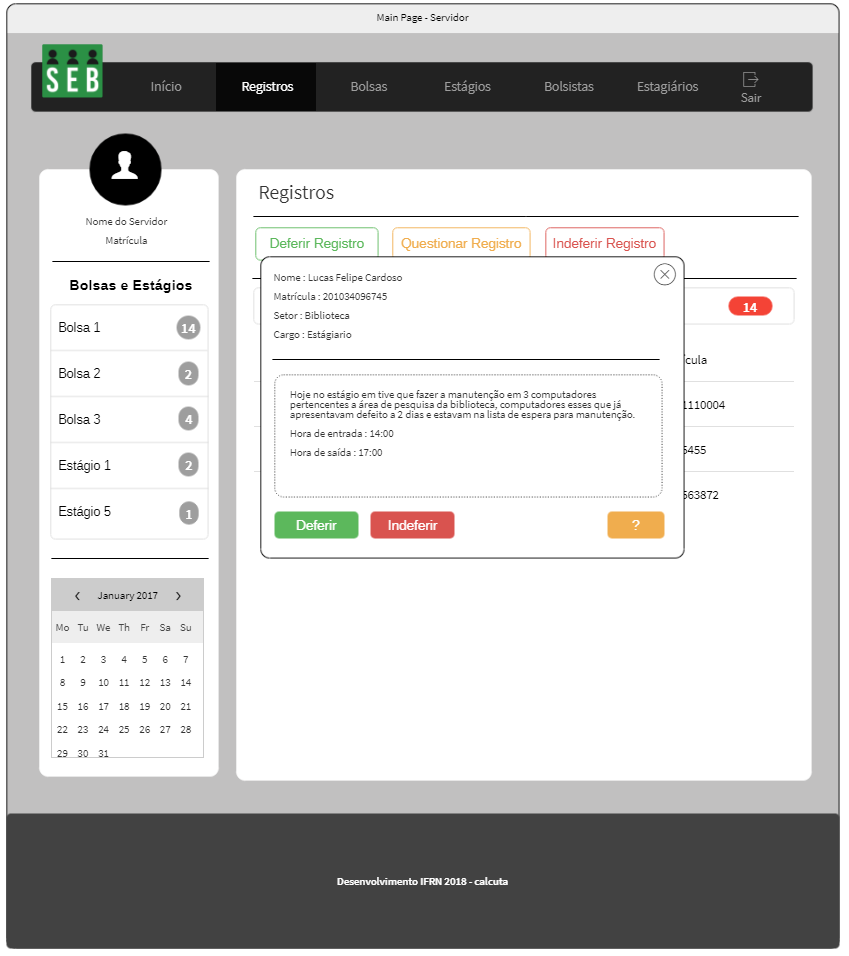 Main Page - Servidor
SEB
Início
Registros
Bolsas
Estágios
Bolsistas
Estagiários
Sair
Nome do Servidor
Matrícula
Bolsas e Estágios
Bolsa 1 14
Bolsa 2 2
Bolsa 3 4
Estágio 1 2
Estágio 5 1
January 2017
Mo Tu We Th Fr Sa Su
1 2 3 4 5 6 7
8 9 10 11 12 13 14
15 16 17 18 19 20 21
22 23 24 25 26 27 28
29 30 31
Registros
Deferir Registro
Questionar Registro
Indeferir Registro
14
cula
1110004
5455
563872
Nome : Lucas Felipe Cardoso
Matrícula : 201034096745
Setor : Biblioteca
Cargo : Estágiario
Hoje no estágio em tive que fazer a manutenção em 3 computadores
pertencentes a área de pesquisa da biblioteca, computadores esses que já
apresentavam defeito a 2 dias e estavam na lista de espera para manutenção.
Hora de entrada : 14:00
Hora de saída : 17:00
Deferir
Indeferir
?
Desenvolvimento IFRN 2018 - calcuta